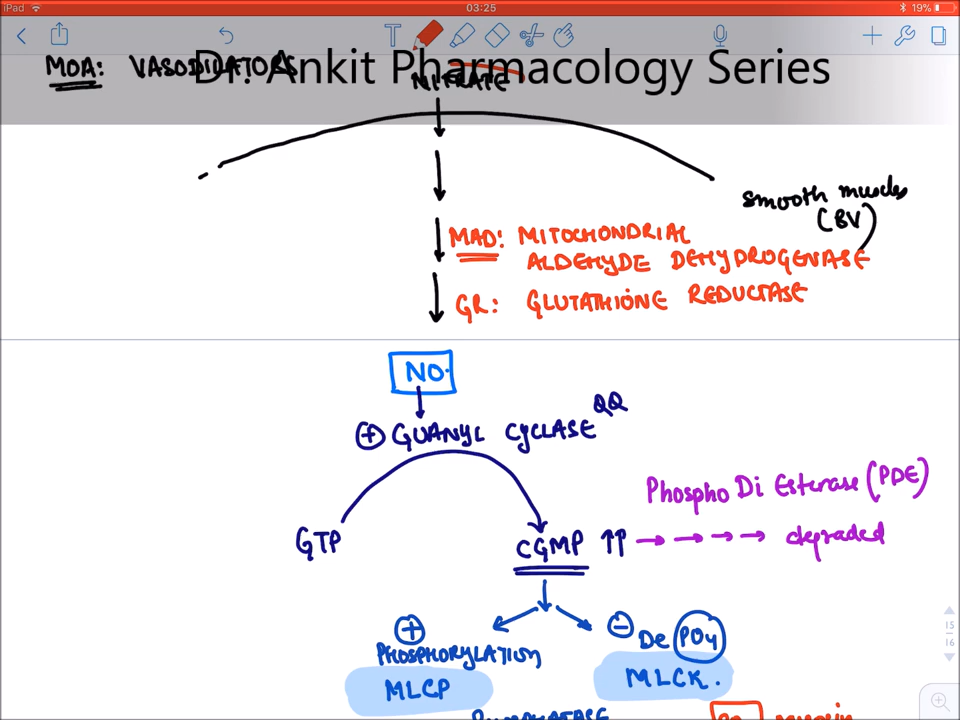 iPad 03:25 19%
T
Dr. Ankit Pharmacology Series
MOA: VASODILATORS
NITRATE
smooth muscles
(BV)
MAD: MITOCHONDRIAL
ALDEHYDE DEHYDROGENASE
GR: GLUTATHIONE REDUCTASE
NO
+ GUANYL CYCLASE QQ
Phospho Di Esterase (PDE)
GTP
CGMP ↑↑ → → → → degraded
+
PHOSPHORYLATION
MLCP
- De PO4
MLCK.
15
16
myosin